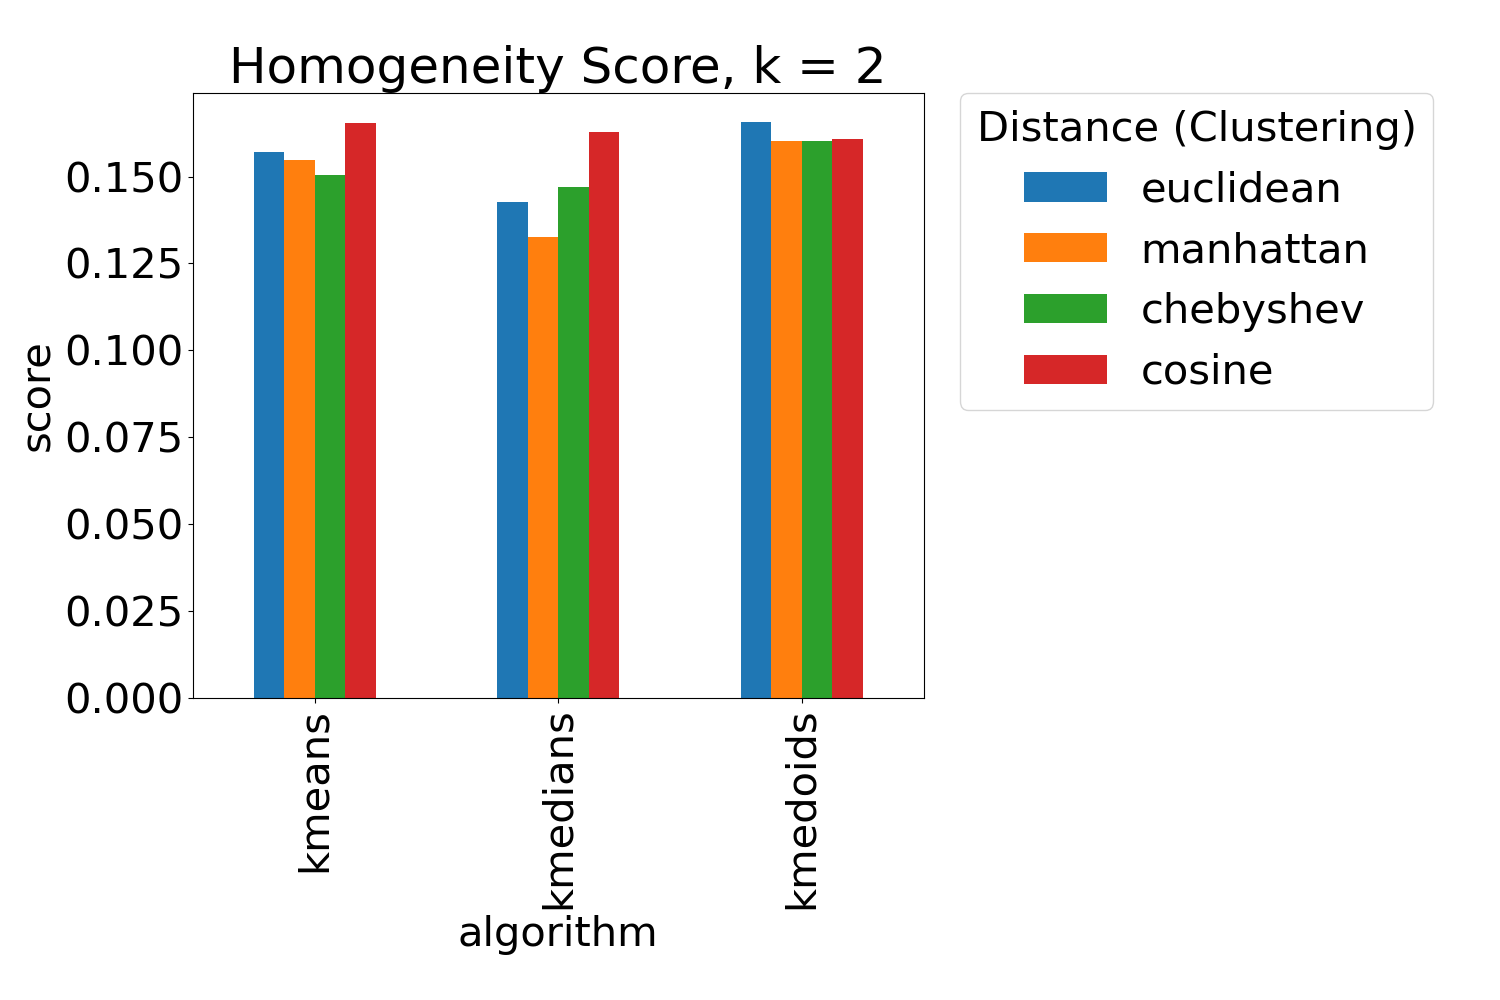 Homogeneity Score, k = 2
score
0.150
0.125
0.100
0.075
0.050
0.025
0.000
kmeans
kmedians
kmedoids
algorithm
Distance (Clustering)
euclidean
manhattan
chebyshev
cosine